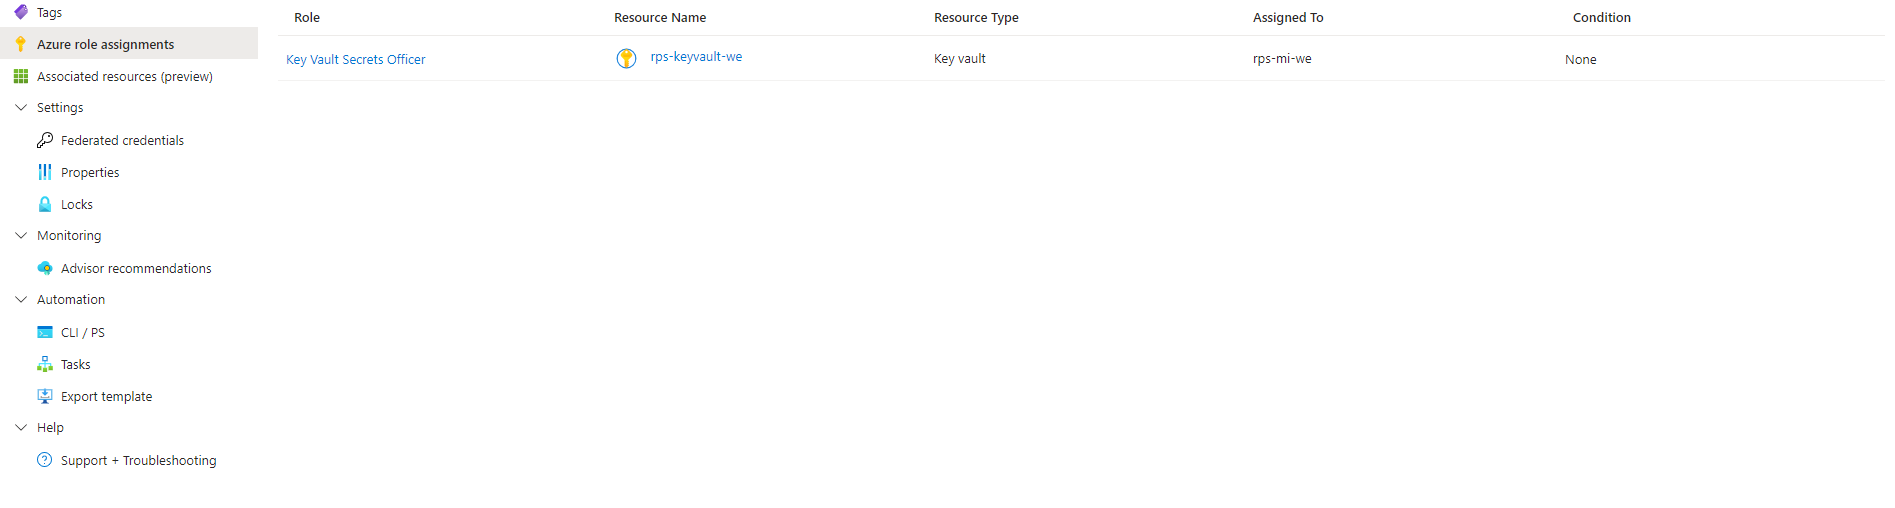 Tags
Azure role assignments
Associated resources (preview)
Settings
Federated credentials
Properties
Locks
Monitoring
Advisor recommendations
Automation
CLI / PS
Tasks
Export template
Help
Support + Troubleshooting
Role Resource Name Resource Type Assigned To Condition
Key Vault Secrets Officer rps-keyvault-we Key vault rps-mi-we None